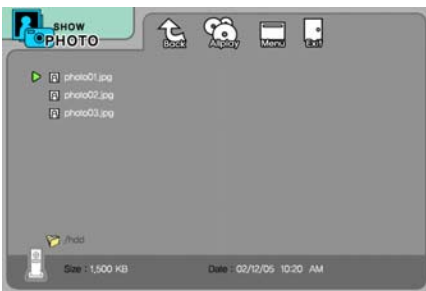 SHOW
PHOTO
Back
Allplay
Menu
Exit
photo01.jpg
photo02.jpg
photo03.jpg
/hdd
Size : 1,500 KB
Date : 02/12/05 10:20 AM